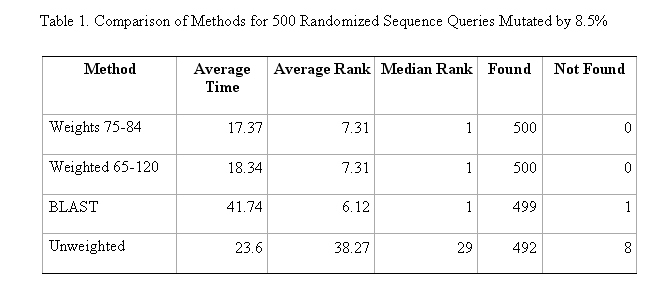 Table 1. Comparison of Methods for 500 Randomized Sequence Queries Mutated by 8.5%
Method Average Time Average Rank Median Rank Found Not Found
Weights 75-84 17.37 7.31 1 500 0
Weighted 65-120 18.34 7.31 1 500 0
BLAST 41.74 6.12 1 499 1
Unweighted 23.6 38.27 29 492 8